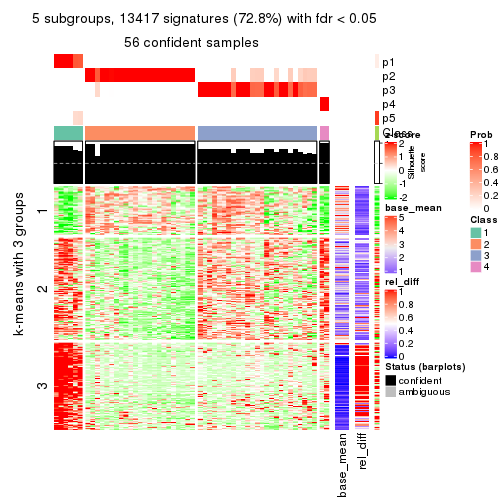 5 subgroups, 13417 signatures (72.8%) with fdr < 0.05
56 confident samples
p1
p2
p3
p4
p5
Class
z-score
2
1
0
-1
-2
Silhouette
score
Prob
1
0.8
0.6
0.4
0.2
0
base_mean
5
4
3
2
1
Class
1
2
3
4
rel_diff
1
0.8
0.6
0.4
0.2
0
Status (barplots)
confident
ambiguous
k-means with 3 groups
1
2
3
base_mean
rel_diff